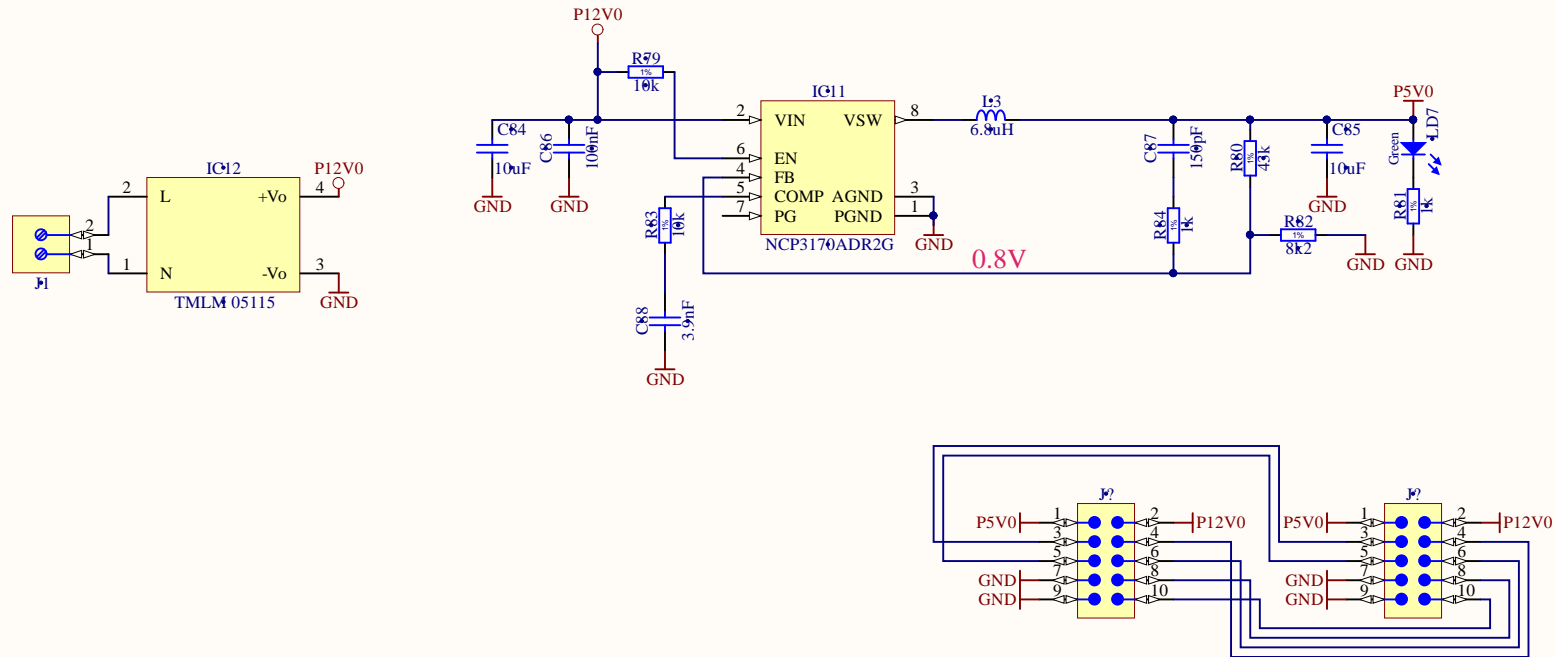 P12V0
R79
1%
10k
IC11
C84
10uF
GND
C86
100nF
GND
2
VIN
VSW
8
6
EN
4
FB
5
COMP
AGND
3
7
PG
PGND
1
NCP3170ADR2G
GND
R83
1%
10k
C88
3.9nF
GND
L3
6.8uH
C87
150pF
R84
1%
1k
0.8V
R80
1%
43k
R82
1%
8k2
GND
C85
10uF
GND
P5V0
LD7
Green
R81
1%
1k
GND
IC12
P12V0
2
L
+Vo
4
1
N
-Vo
3
TMLM 05115
GND
2
1
J1
J?
P5V0
1
2
P12V0
3
4
5
6
GND
7
8
GND
9
10
J?
P5V0
1
2
P12V0
3
4
5
6
GND
7
8
GND
9
10